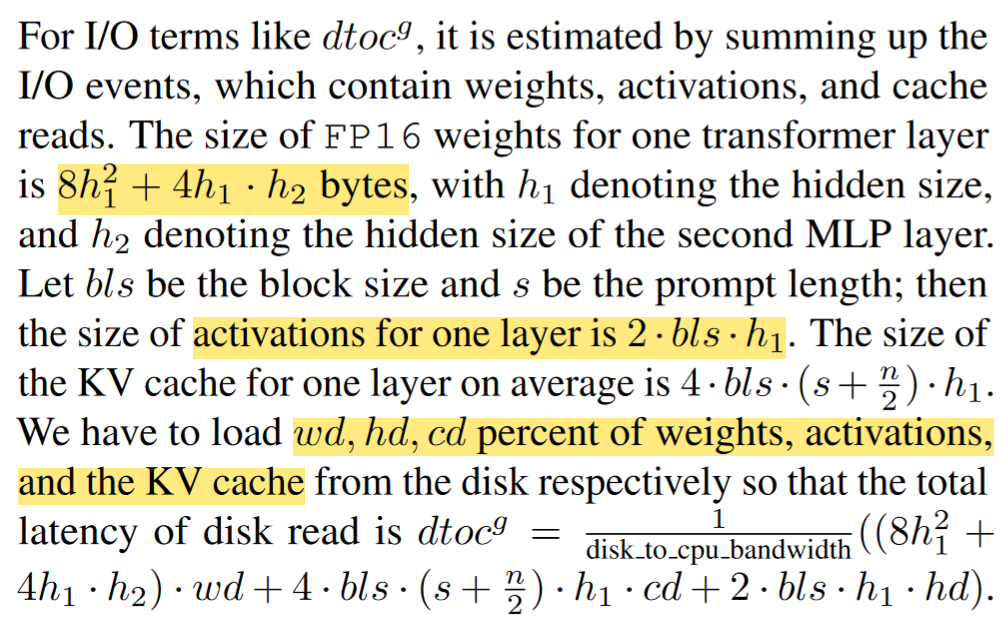 For I/O terms like $dtoc^g$, it is estimated by summing up the
I/O events, which contain weights, activations, and cache
reads. The size of FP16 weights for one transformer layer
is $8h_1^2 + 4h_1 \cdot h_2$ bytes, with $h_1$ denoting the hidden size,
and $h_2$ denoting the hidden size of the second MLP layer.
Let $bls$ be the block size and $s$ be the prompt length; then
the size of activations for one layer is $2 \cdot bls \cdot h_1$. The size of
the KV cache for one layer on average is $4 \cdot bls \cdot (s + \frac{n}{2}) \cdot h_1$.
We have to load $wd, hd, cd$ percent of weights, activations,
and the KV cache from the disk respectively so that the total
latency of disk read is $dtoc^g = \frac{1}{\text{disk\_to\_cpu\_bandwidth}}((8h_1^2 +$
$4h_1 \cdot h_2) \cdot wd + 4 \cdot bls \cdot (s + \frac{n}{2}) \cdot h_1 \cdot cd + 2 \cdot bls \cdot h_1 \cdot hd)$.